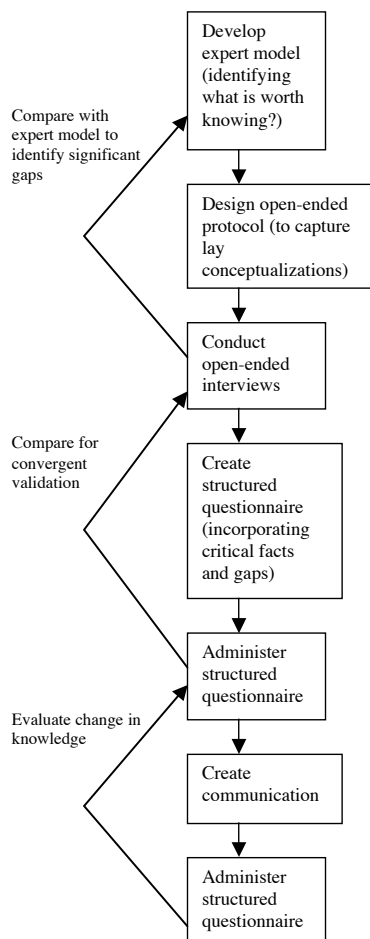 Develop
expert model
(identifying
what is worth
knowing?)
Compare with
expert model to
identify significant
gaps
Design open-ended
protocol (to capture
lay
conceptualizations)
Conduct
open-ended
interviews
Compare for
convergent
validation
Create
structured
questionnaire
(incorporating
critical facts
and gaps)
Administer
structured
questionnaire
Evaluate change in
knowledge
Create
communication
Administer
structured
questionnaire